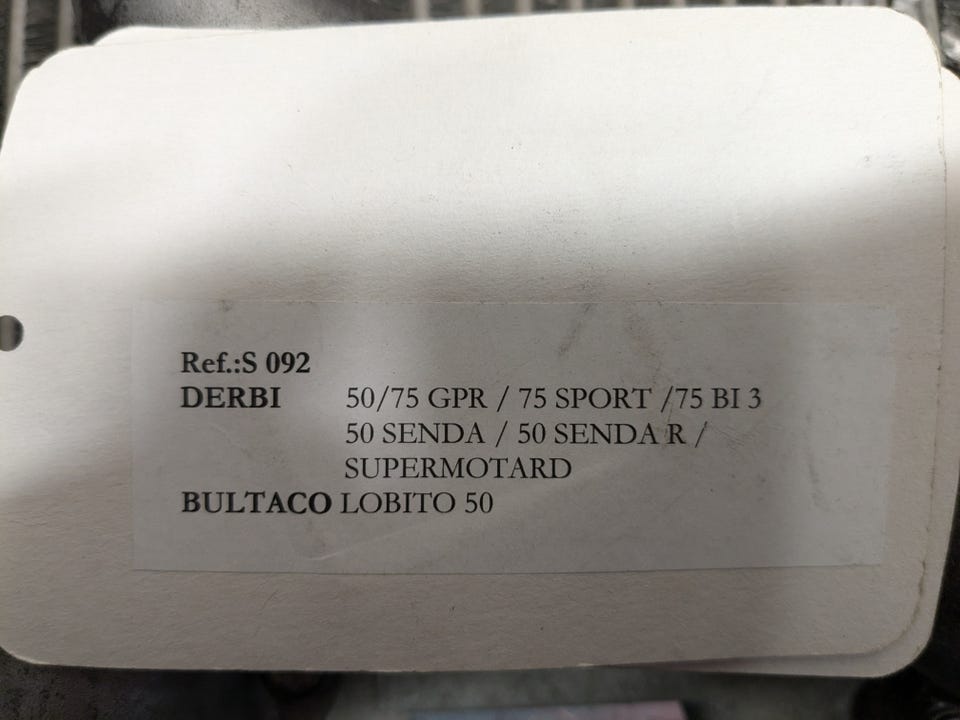 Ref.:S 092
DERBI 50/75 GPR / 75 SPORT /75 BI 3
50 SENDA / 50 SENDA R /
SUPERMOTARD
BULTACO LOBITO 50